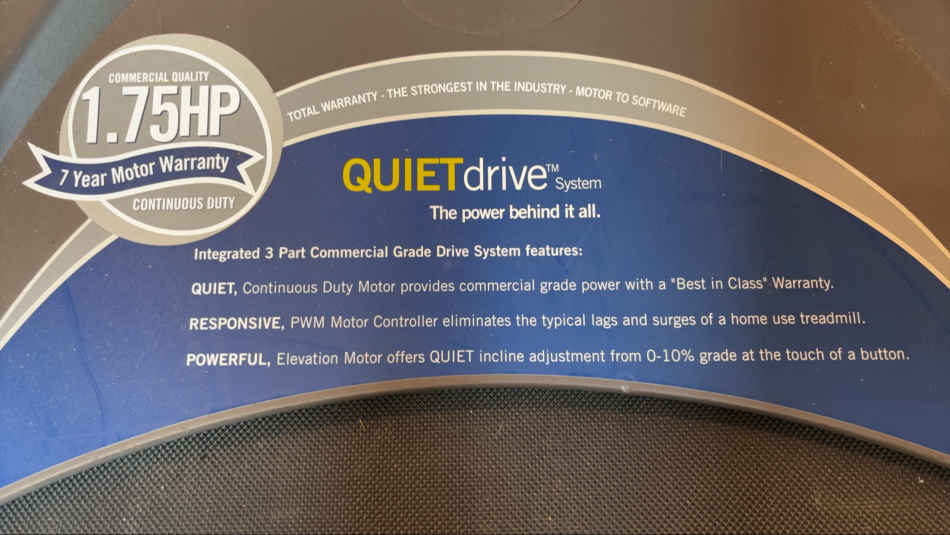 COMMERCIAL QUALITY
1.75HP
7 Year Motor Warranty
CONTINUOUS DUTY
TOTAL WARRANTY - THE STRONGEST IN THE INDUSTRY - MOTOR TO SOFTWARE
QUIETdrive™ System
The power behind it all.
Integrated 3 Part Commercial Grade Drive System features:
QUIET, Continuous Duty Motor provides commercial grade power with a "Best in Class" Warranty.
RESPONSIVE, PWM Motor Controller eliminates the typical lags and surges of a home use treadmill.
POWERFUL, Elevation Motor offers QUIET incline adjustment from 0-10% grade at the touch of a button.